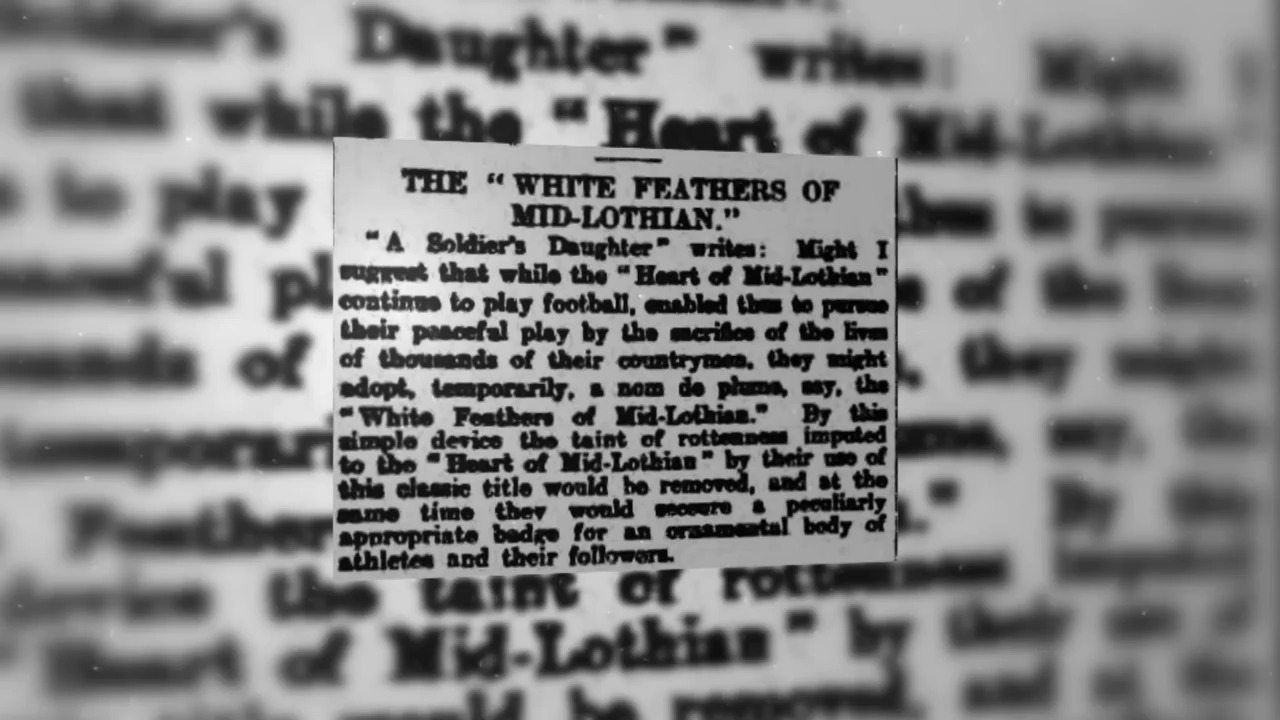 THE "WHITE FEATHERS OF
MID-LOTHIAN."
"A Soldier's Daughter" writes: Might I
suggest that while the "Heart of Mid-Lothian"
continue to play football, enabled thus to pursue
their peaceful play by the sacrifice of the lives
of thousands of their countrymen, they might
adopt, temporarily, a nom de plume, say, the
"White Feathers of Mid-Lothian." By this
simple device the taint of rottenness imputed
to the "Heart of Mid-Lothian" by their use of
this classic title would be removed, and at the
same time they would secure a peculiarly
appropriate badge for an ornamental body of
athletes and their followers.